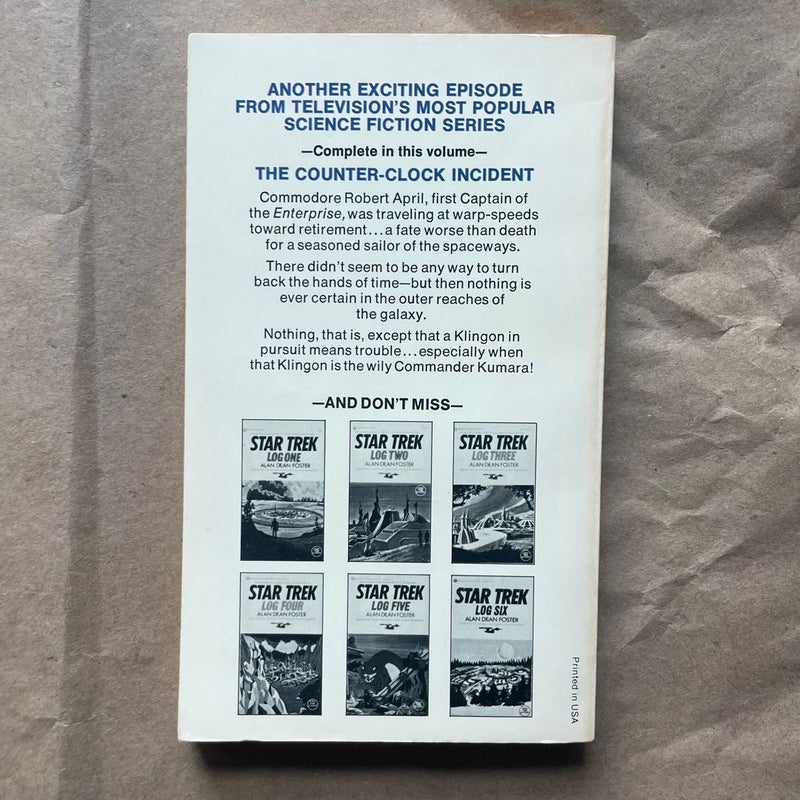 ANOTHER EXCITING EPISODE
FROM TELEVISION'S MOST POPULAR
SCIENCE FICTION SERIES
—Complete in this volume—
THE COUNTER-CLOCK INCIDENT
Commodore Robert April, first Captain of
the Enterprise, was traveling at warp-speeds
toward retirement...a fate worse than death
for a seasoned sailor of the spaceways.
There didn't seem to be any way to turn
back the hands of time—but then nothing is
ever certain in the outer reaches of
the galaxy.
Nothing, that is, except that a Klingon in
pursuit means trouble...especially when
that Klingon is the wily Commander Kumara!
—AND DON'T MISS—
STAR TREK
LOG ONE
ALAN DEAN FOSTER
STAR TREK
LOG TWO
ALAN DEAN FOSTER
STAR TREK
LOG THREE
ALAN DEAN FOSTER
STAR TREK
LOG FOUR
ALAN DEAN FOSTER
STAR TREK
LOG FIVE
ALAN DEAN FOSTER
STAR TREK
LOG SIX
ALAN DEAN FOSTER
Printed in USA